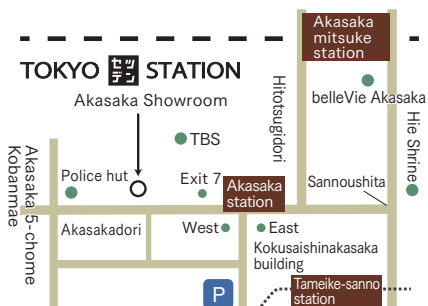 Akasaka
mitsuke
station
TOKYO
STATION
Akasaka Showroom
Hitotsugidori
belleVie Akasaka
TBS
Hie Shrine
Akasaka 5-chome
Kobanmae
Police hut
Exit 7
Akasaka
station
Sannoushita
Akasakadori
West
East
Kokusaishinakasaka
building
P
Tameike-sanno
station